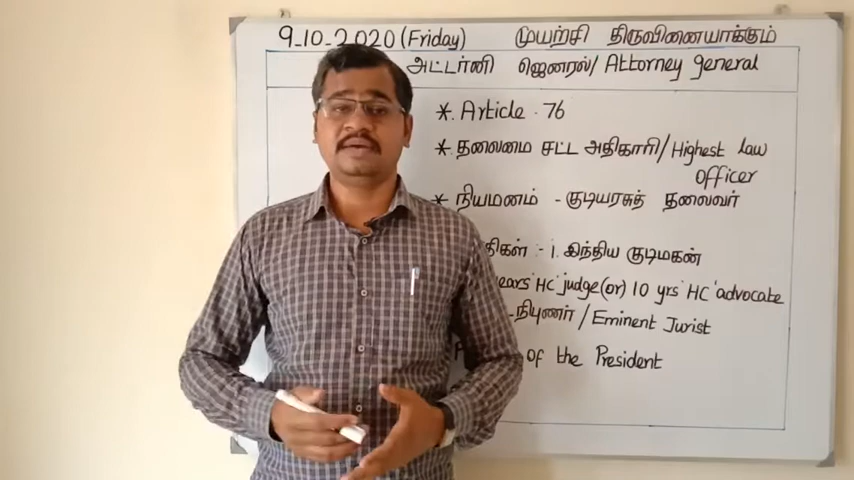 9-10-2020 (Friday) முயற்சி திருவினையாக்கும்
அட்டர்னி ஜெனரல்/ Attorney General
*. Article - 76
*. தலைமை சட்ட அதிகாரி/Highest law
officer
* நியமனம் - குடியரசுத் தலைவர்
திகள் :- i. இந்திய குடிமகன்
HC judge (or) 10 yrs HC advocate
நிபுணர்/Eminent Jurist
of the President